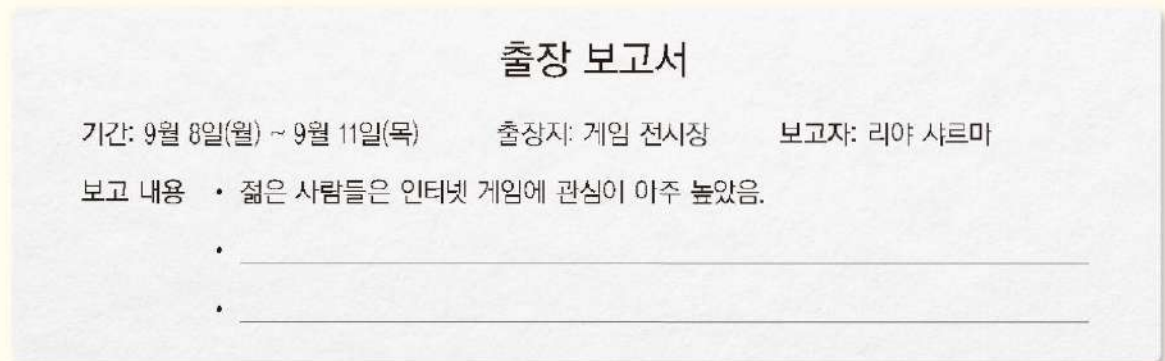 출장 보고서
기간: 9월 8일(월) ~ 9월 11일(목) 출장지: 게임 전시장 보고자: 리야 샤르마
보고 내용 • 젊은 사람들은 인터넷 게임에 관심이 아주 높았음.
•
•